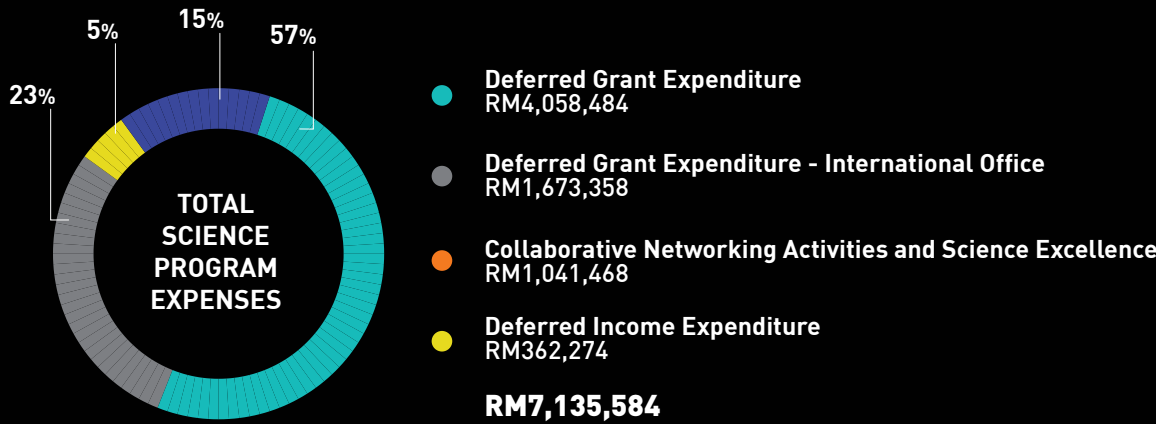 5%
15%
57%
23%
TOTAL
SCIENCE
PROGRAM
EXPENSES
Deferred Grant Expenditure
RM4,058,484
Deferred Grant Expenditure - International Office
RM1,673,358
Collaborative Networking Activities and Science Excellence
RM1,041,468
Deferred Income Expenditure
RM362,274
RM7,135,584